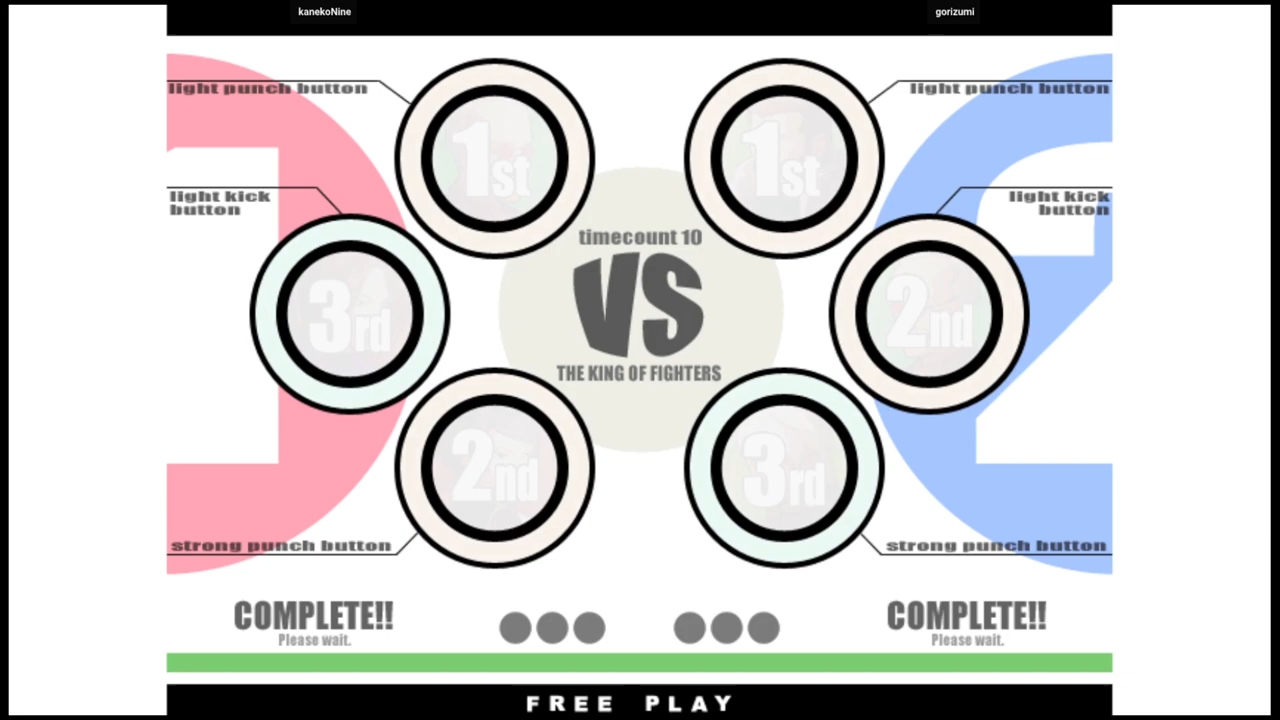 kanekoNine
gorizumi
light punch button
light punch button
1st
1st
light kick
button
light kick
button
timecount 10
VS
THE KING OF FIGHTERS
3rd
2nd
2nd
3rd
strong punch button
strong punch button
COMPLETE!!
Please wait.
COMPLETE!!
Please wait.
FREE PLAY